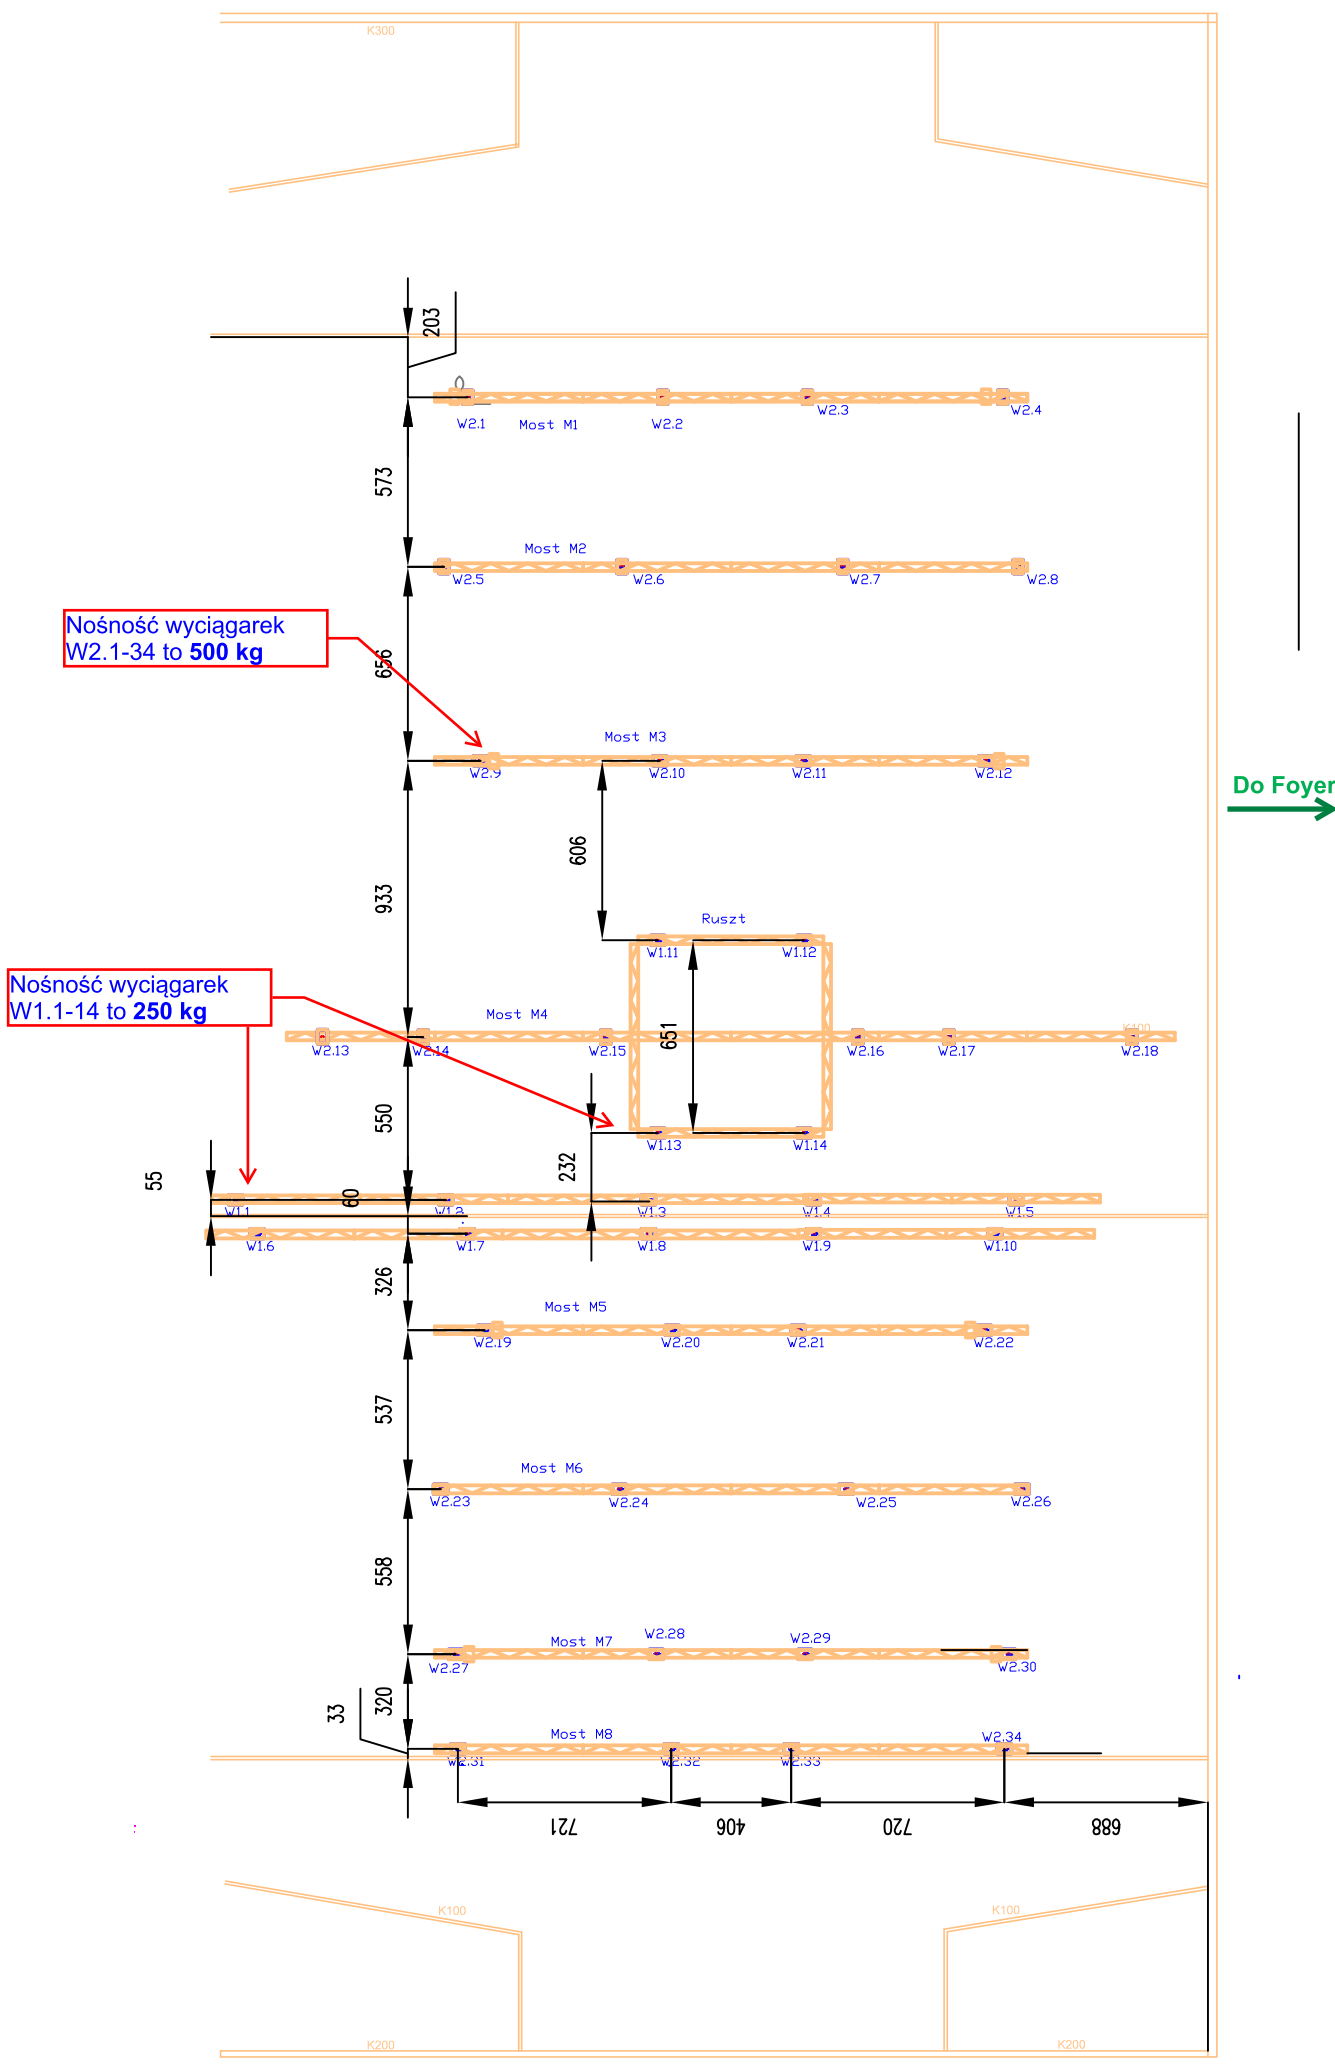 K300
203
W2.1
Most M1
W2.2
W2.3
W2.4
573
Most M2
W2.5
W2.6
W2.7
W2.8
Nośność wyciągarek
W2.1-34 to 500 kg
656
Most M3
W2.9
W2.10
W2.11
W2.12
Do Foyer
606
933
Ruszt
W1.11
W1.12
Nośność wyciągarek
W1.1-14 to 250 kg
Most M4
K100
W2.13
W2.14
W2.15
651
W2.16
W2.17
W2.18
550
W1.13
W1.14
232
55
60
W1.1
W1.2
W1.3
W1.4
W1.5
W1.6
W1.7
W1.8
W1.9
W1.10
326
Most M5
W2.19
W2.20
W2.21
W2.22
537
Most M6
W2.23
W2.24
W2.25
W2.26
558
Most M7
W2.28
W2.29
W2.27
W2.30
320
33
Most M8
W2.34
W2.31
W2.32
W2.33
721
406
720
688
K100
K100
K200
K200